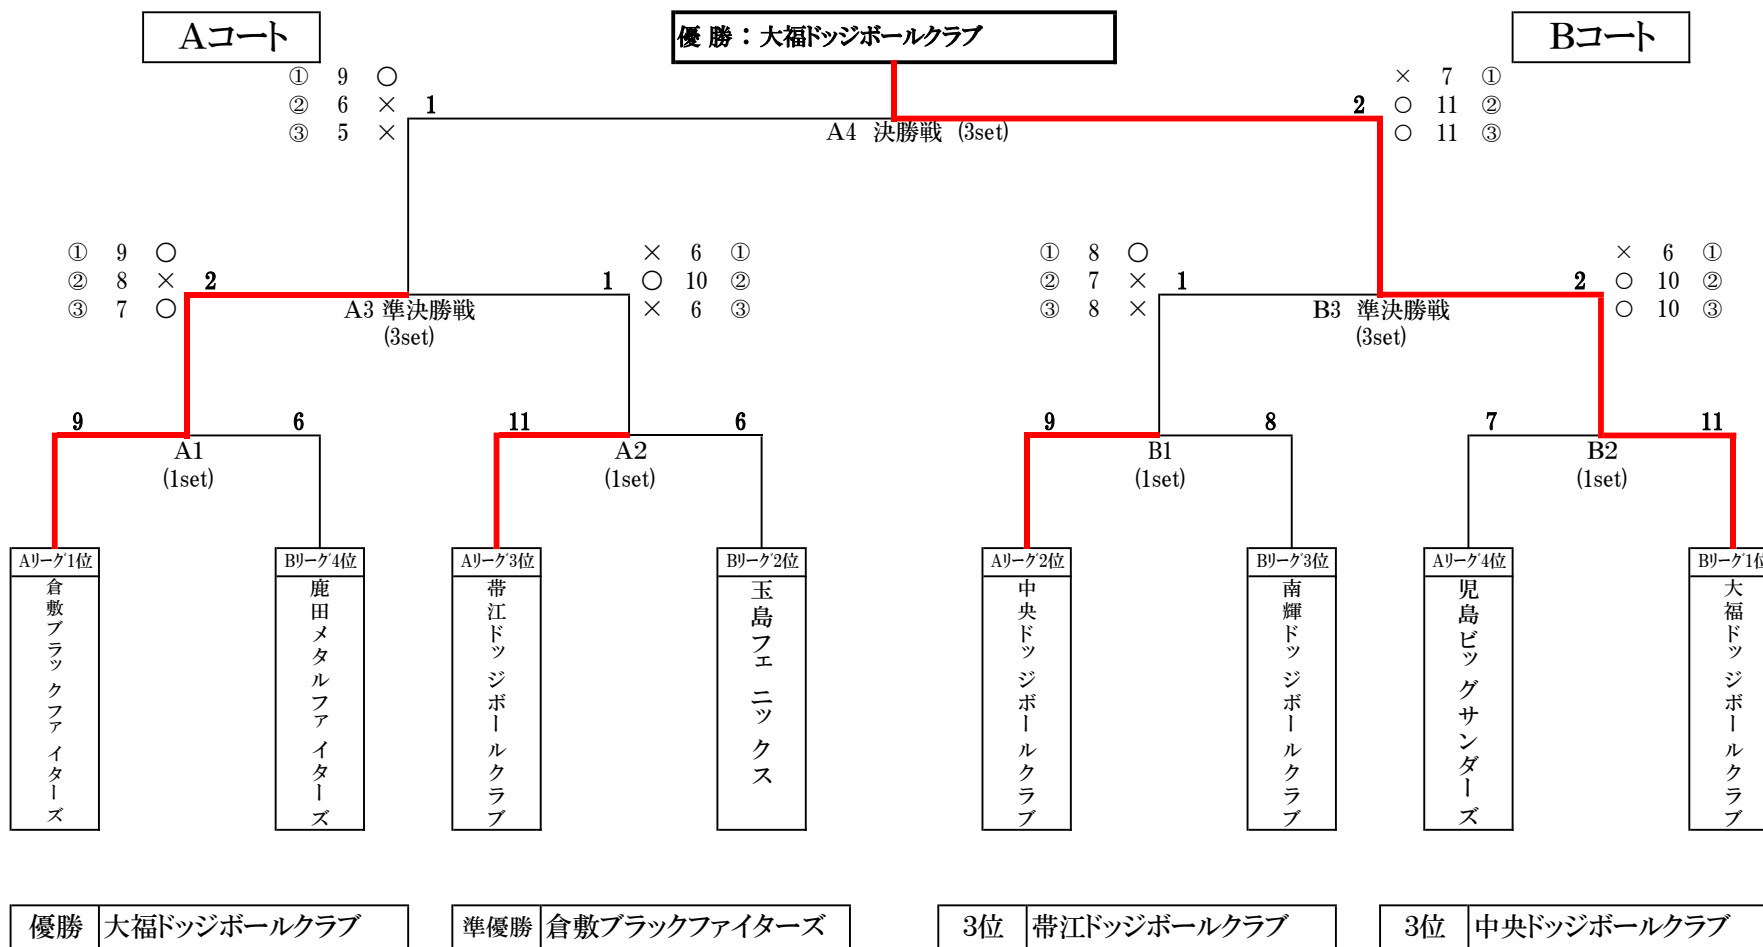 Aコート
優 勝 : 大福ドッジボールクラブ
Bコート
① 9 ○
② 6 ×
③ 5 ×
1
2
× 7 ①
○ 11 ②
○ 11 ③
A4 決勝戦 (3set)
① 9 ○
② 8 ×
③ 7 ○
2
1
× 6 ①
○ 10 ②
× 6 ③
A3 準決勝戦
(3set)
① 8 ○
② 7 ×
③ 8 ×
1
2
× 6 ①
○ 10 ②
○ 10 ③
B3 準決勝戦
(3set)
9 6
A1
(1set)
11 6
A2
(1set)
9 8
B1
(1set)
7 11
B2
(1set)
Aリーグ1位
倉敷ブラックファイターズ
Bリーグ4位
鹿田メタルファイターズ
Aリーグ3位
帯江ドッジボールクラブ
Bリーグ2位
玉島フェニックス
Aリーグ2位
中央ドッジボールクラブ
Bリーグ3位
南輝ドッジボールクラブ
Aリーグ4位
児島ビッグサンダーズ
Bリーグ1位
大福ドッジボールクラブ
優勝 大福ドッジボールクラブ
準優勝 倉敷ブラックファイターズ
3位 帯江ドッジボールクラブ
3位 中央ドッジボールクラブ